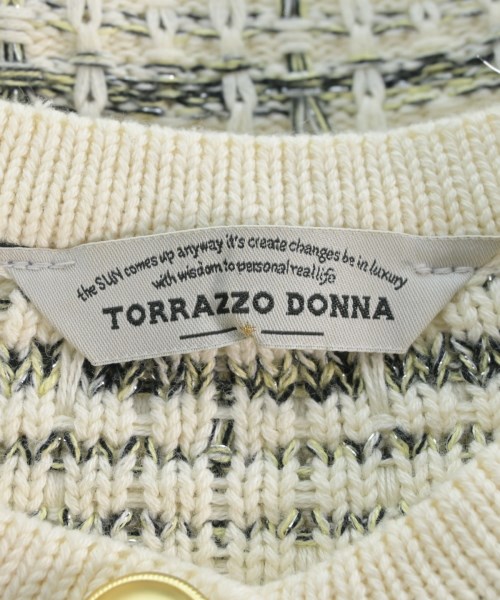 the SUN comes up anyway it's create changes be in luxury
with wisdom to personal real life
TORRAZZO DONNA